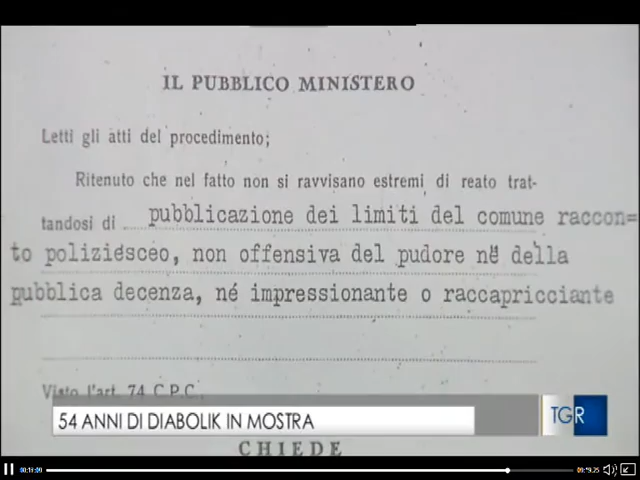 IL PUBBLICO MINISTERO
Letti gli atti del procedimento;
Ritenuto che nel fatto non si ravvisano estremi di reato trat-
tandosi di pubblicazione dei limiti del comune raccon=
to poliziesceo, non offensiva del pudore né della
pubblica decenza, né impressionante o raccapricciante
Visto l'art. 74 C.P.C.,
54 ANNI DI DIABOLIK IN MOSTRA
TGR
CHIEDE